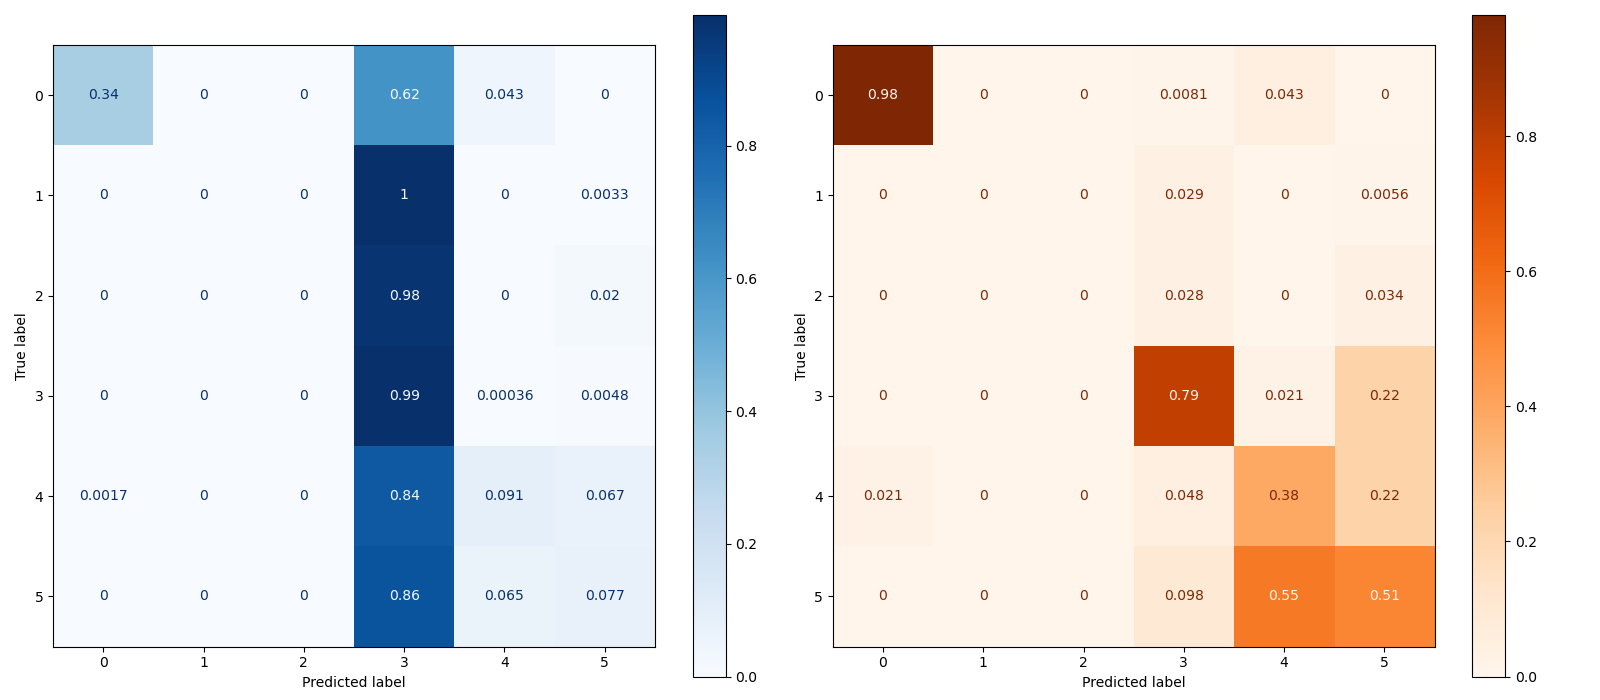 0 0.34 0 0 0.62 0.043 0
1 0 0 0 1 0 0.0033
2 0 0 0 0.98 0 0.02
3 0 0 0 0.99 0.00036 0.0048
4 0.0017 0 0 0.84 0.091 0.067
5 0 0 0 0.86 0.065 0.077
0 1 2 3 4 5
Predicted label
True label
0.8
0.6
0.4
0.2
0.0
0 0.98 0 0 0.0081 0.043 0
1 0 0 0 0.029 0 0.0056
2 0 0 0 0.028 0 0.034
3 0 0 0 0.79 0.021 0.22
4 0.021 0 0 0.048 0.38 0.22
5 0 0 0 0.098 0.55 0.51
0 1 2 3 4 5
Predicted label
True label
0.8
0.6
0.4
0.2
0.0